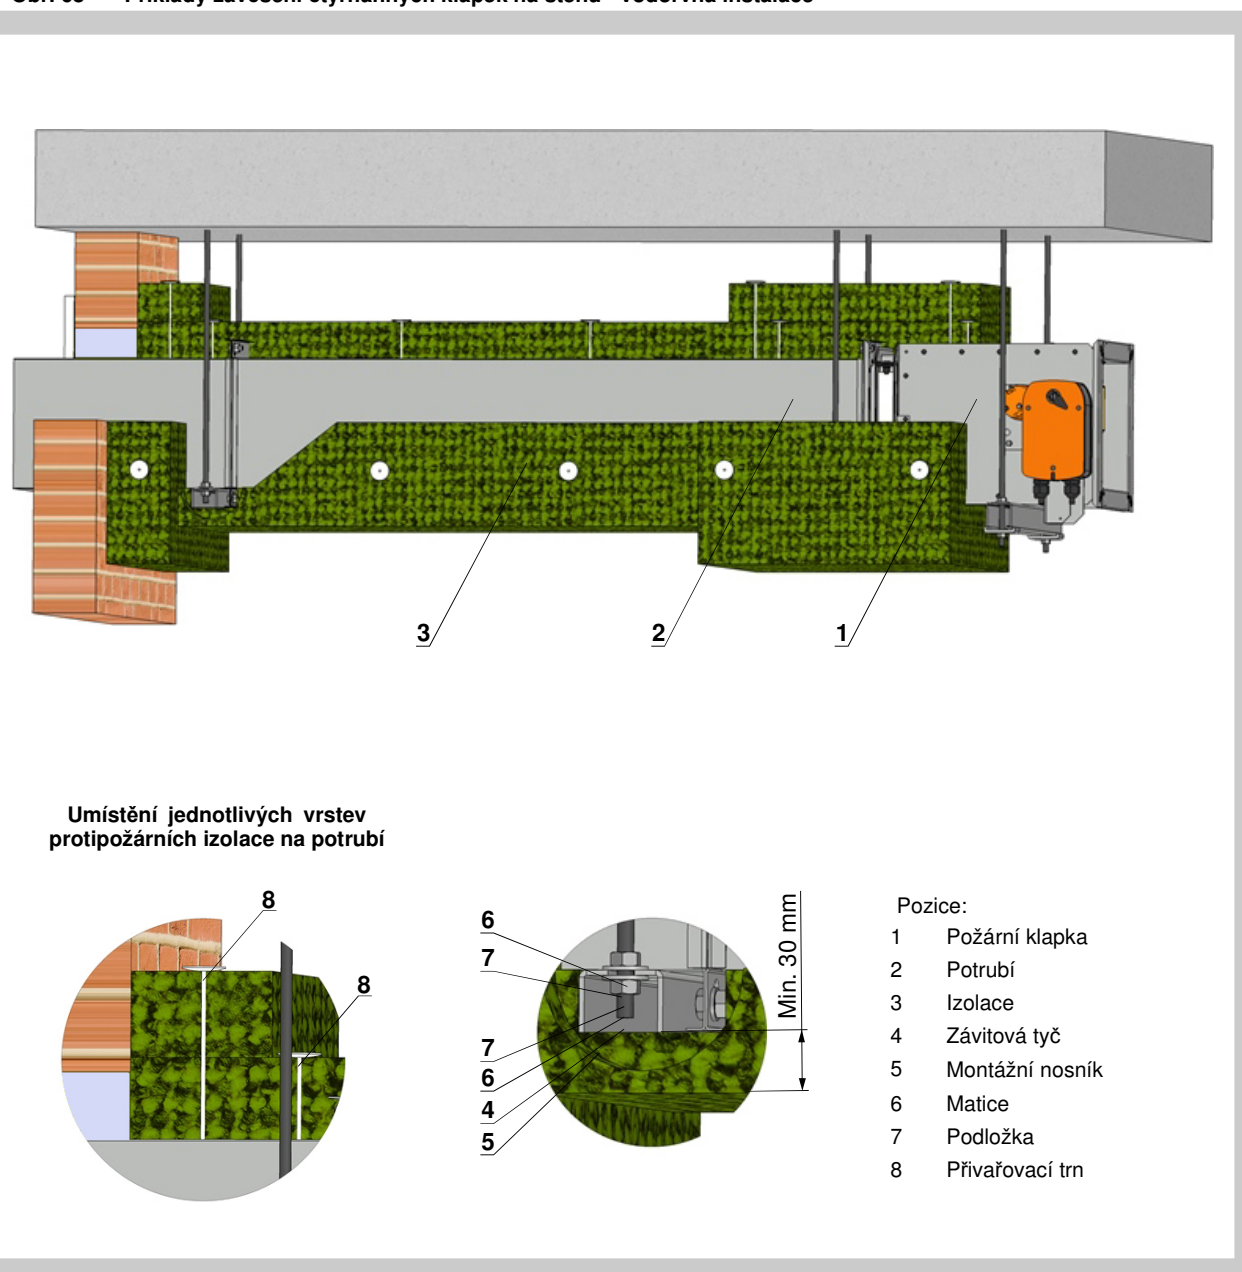 3
2
1
Umístění jednotlivých vrstev
protipožárních izolace na potrubí
8
8
6
7
7
6
4
5
Min. 30 mm
Pozice:
1 Požární klapka
2 Potrubí
3 Izolace
4 Závitová tyč
5 Montážní nosník
6 Matice
7 Podložka
8 Přivařovací trn